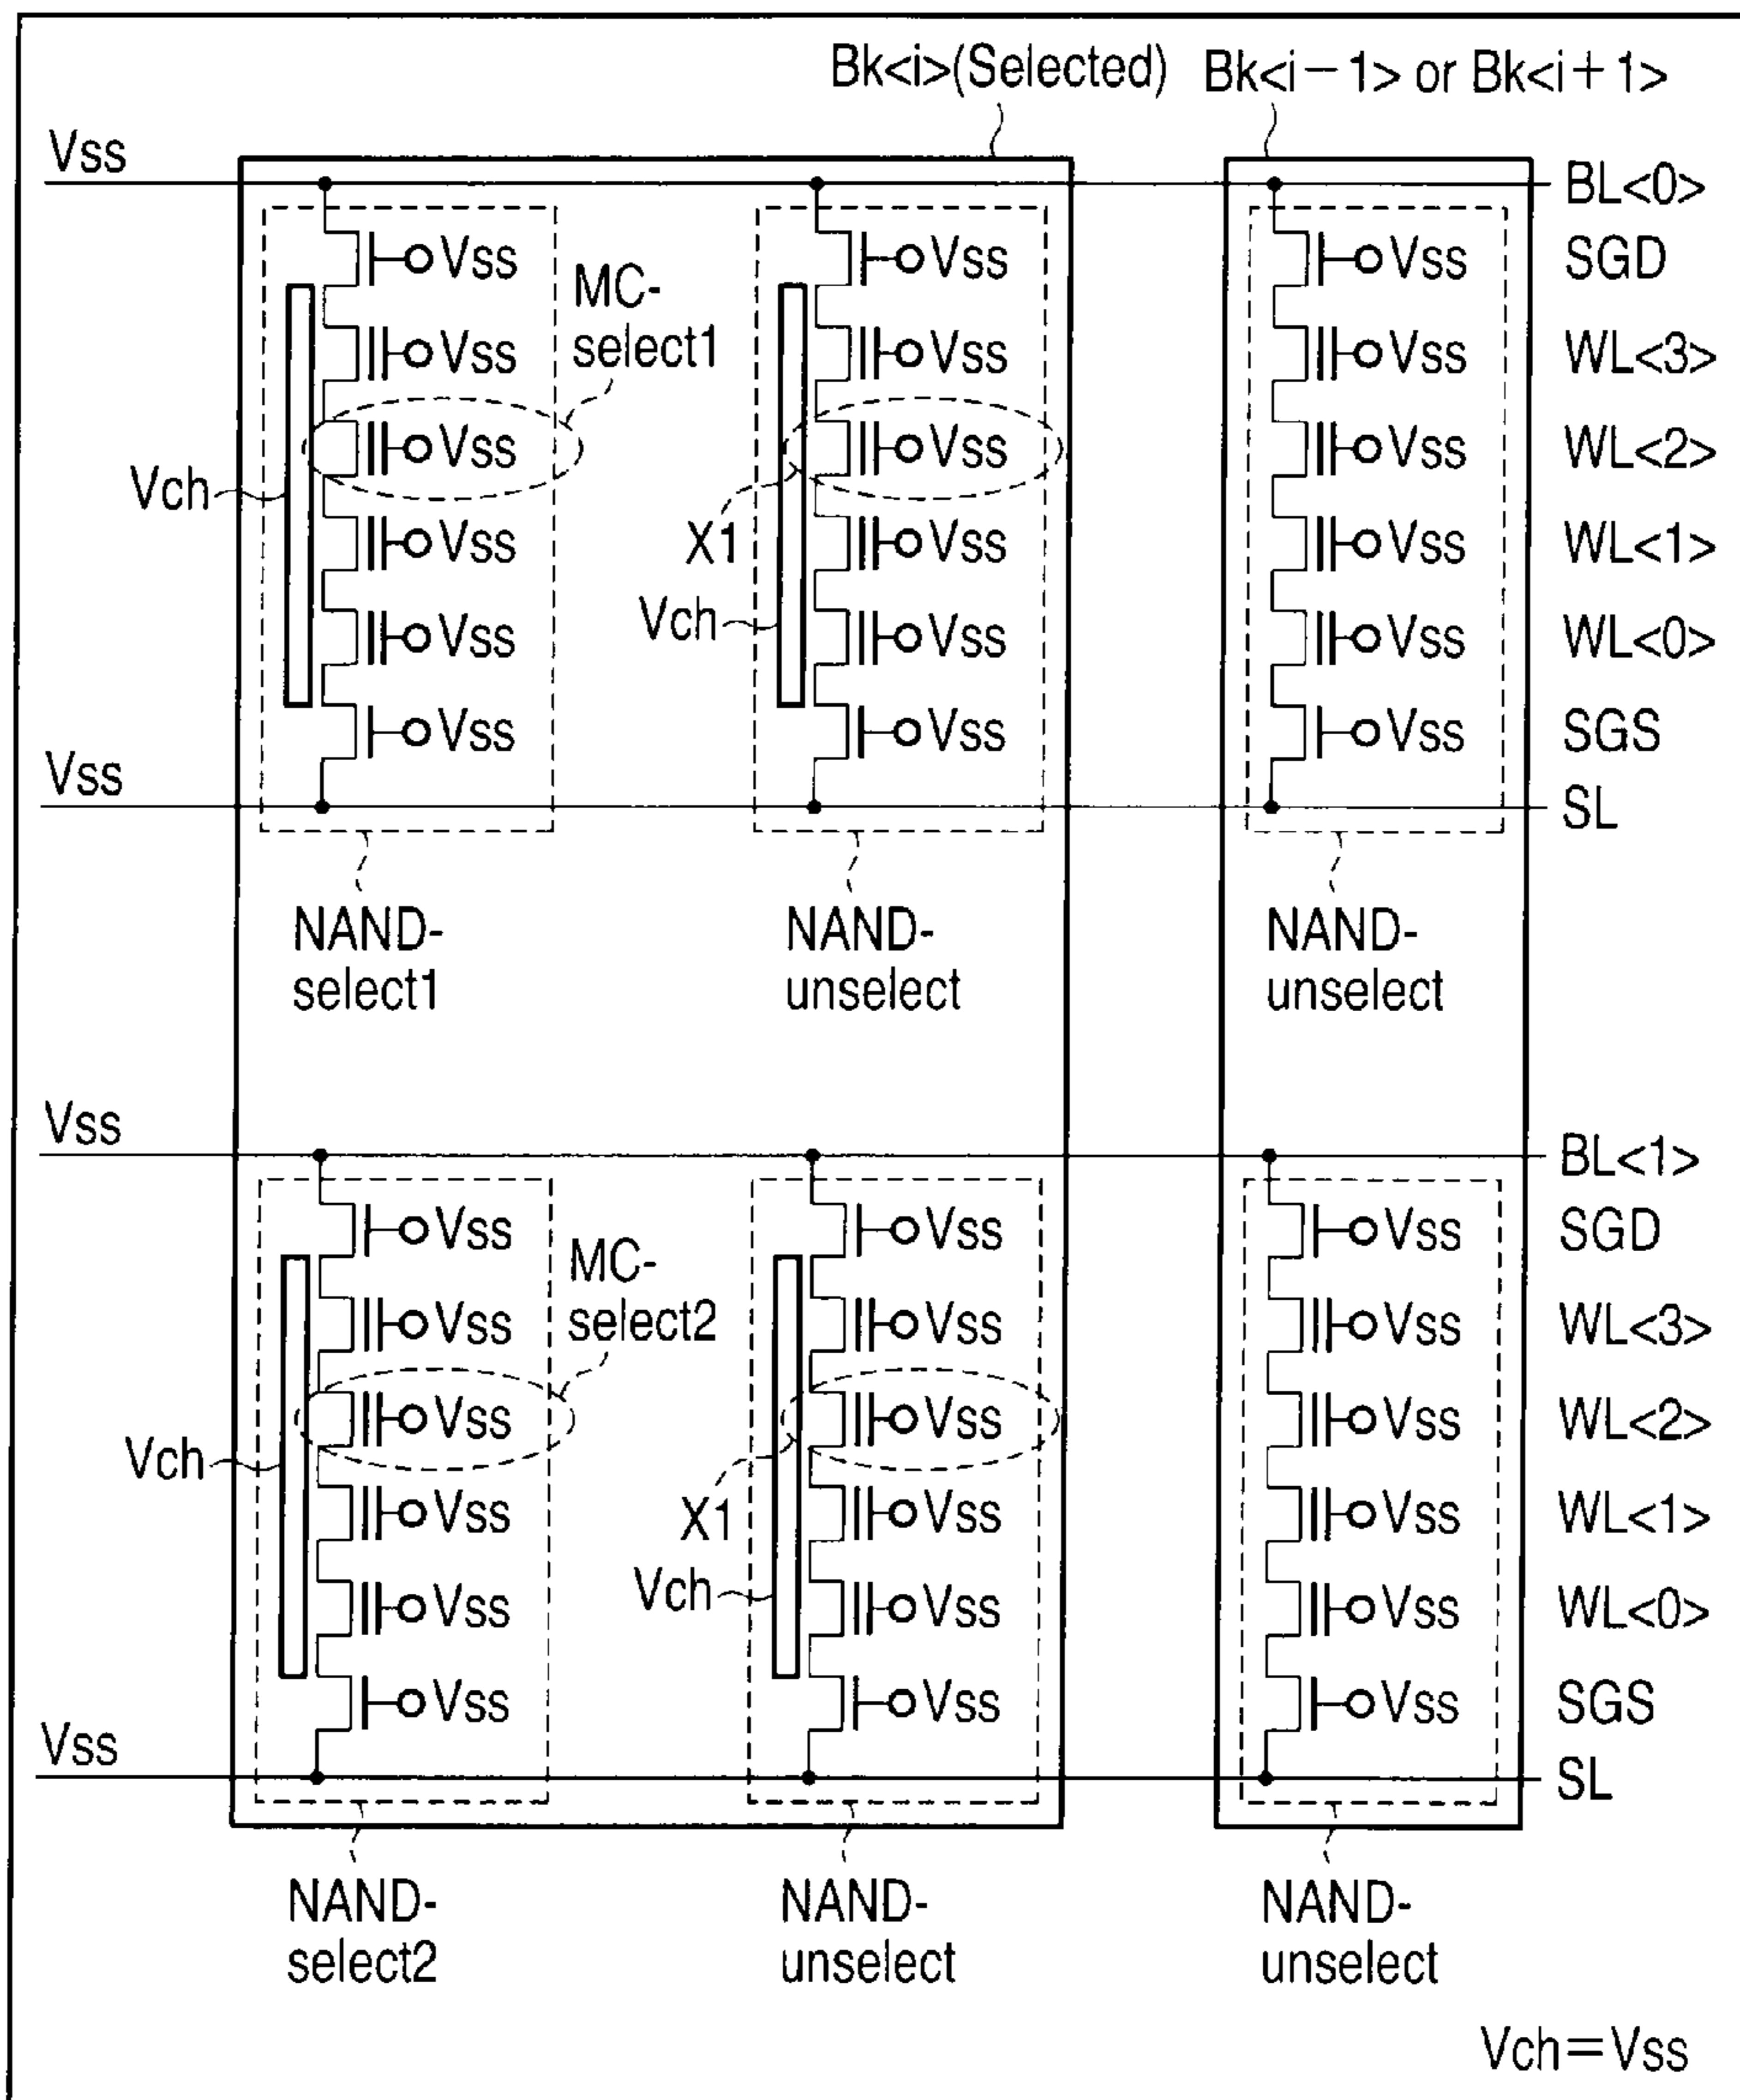 Bk<i>(Selected) Bk<i−1> or Bk<i+1>
Vss BL<0>
Vss Vss Vss SGD
MC-
select1
Vss Vss Vss WL<3>
Vss Vss Vss WL<2>
Vch
X1
Vss Vss Vss WL<1>
Vch
Vss Vss Vss WL<0>
Vss Vss Vss SGS
Vss SL
NAND-
select1
NAND-
unselect
NAND-
unselect
Vss BL<1>
Vss Vss Vss SGD
MC-
select2
Vss Vss Vss WL<3>
Vss Vss Vss WL<2>
Vch
X1
Vss Vss Vss WL<1>
Vch
Vss Vss Vss WL<0>
Vss Vss Vss SGS
Vss SL
NAND-
select2
NAND-
unselect
NAND-
unselect
Vch=Vss